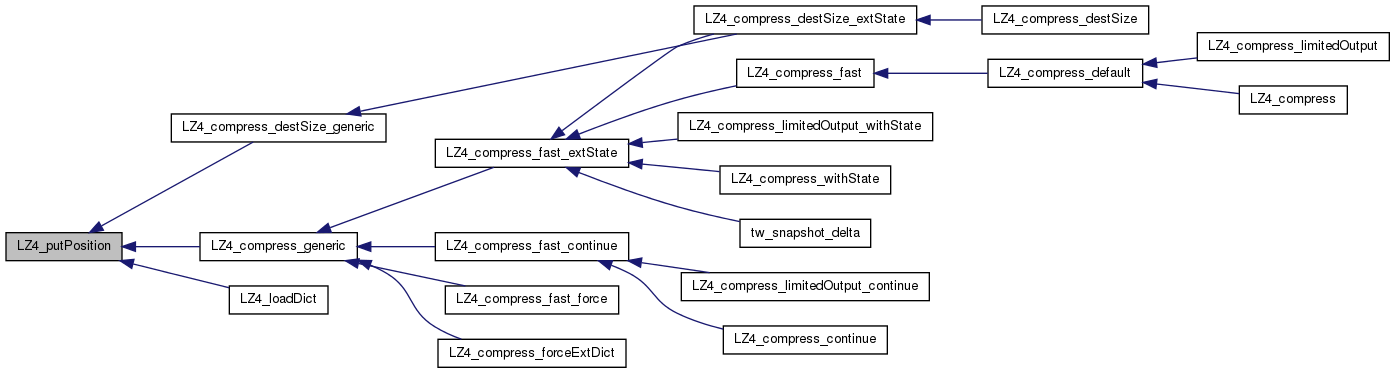 LZ4_compress_destSize_extState
LZ4_compress_destSize
LZ4_compress_limitedOutput
LZ4_compress_fast
LZ4_compress_default
LZ4_compress
LZ4_compress_destSize_generic
LZ4_compress_limitedOutput_withState
LZ4_compress_fast_extState
LZ4_compress_withState
tw_snapshot_delta
LZ4_putPosition
LZ4_compress_generic
LZ4_compress_fast_continue
LZ4_compress_limitedOutput_continue
LZ4_loadDict
LZ4_compress_fast_force
LZ4_compress_continue
LZ4_compress_forceExtDict